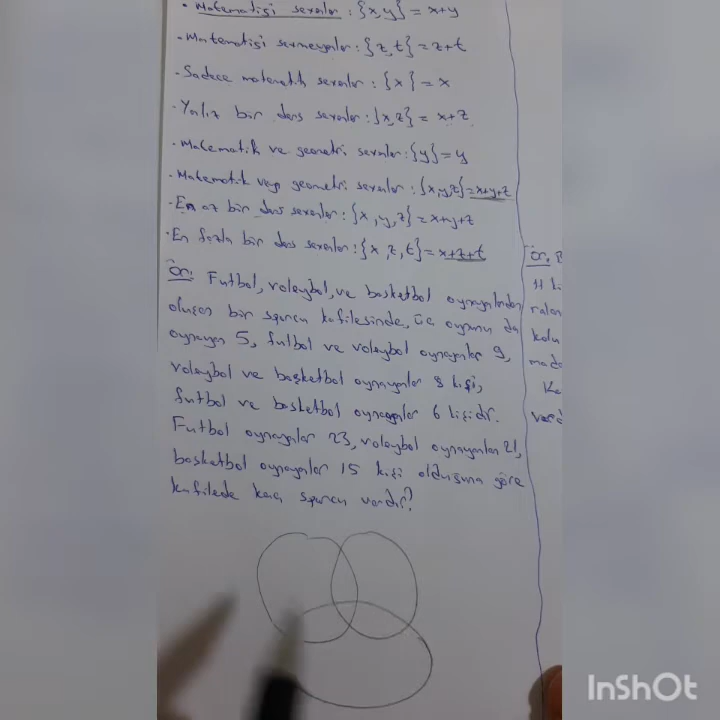 • Matematiği sevenler : {x,y} = x+y
• Matematiği sevmeyenler : {z,t} = z+t
• Sadece matematik sevenler : {x} = x
• Yalnız bir ders sevenler : {x,z} = x+z
• Matematik ve geometri sevenler : {y} = y
• Matematik veya geometri sevenler : {x,y,z} = x+y+z
• En az bir ders sevenler : {x,y,z} = x+y+z
• En fazla bir ders sevenler : {x,z,t} = x+z+t
Ör: Futbol, voleybol, ve basketbol oynayanlardan
oluşan bir sporcu kafilesinde, üç oyunu da
oynayan 5, futbol ve voleybol oynayanlar 9,
voleybol ve basketbol oynayanlar 8 kişi,
futbol ve basketbol oynayanlar 6 kişidir.
Futbol oynayanlar 23, voleybol oynayanlar 21,
basketbol oynayanlar 15 kişi olduğuna göre
kafilede kaç sporcu vardır?
Ör.
InShOt